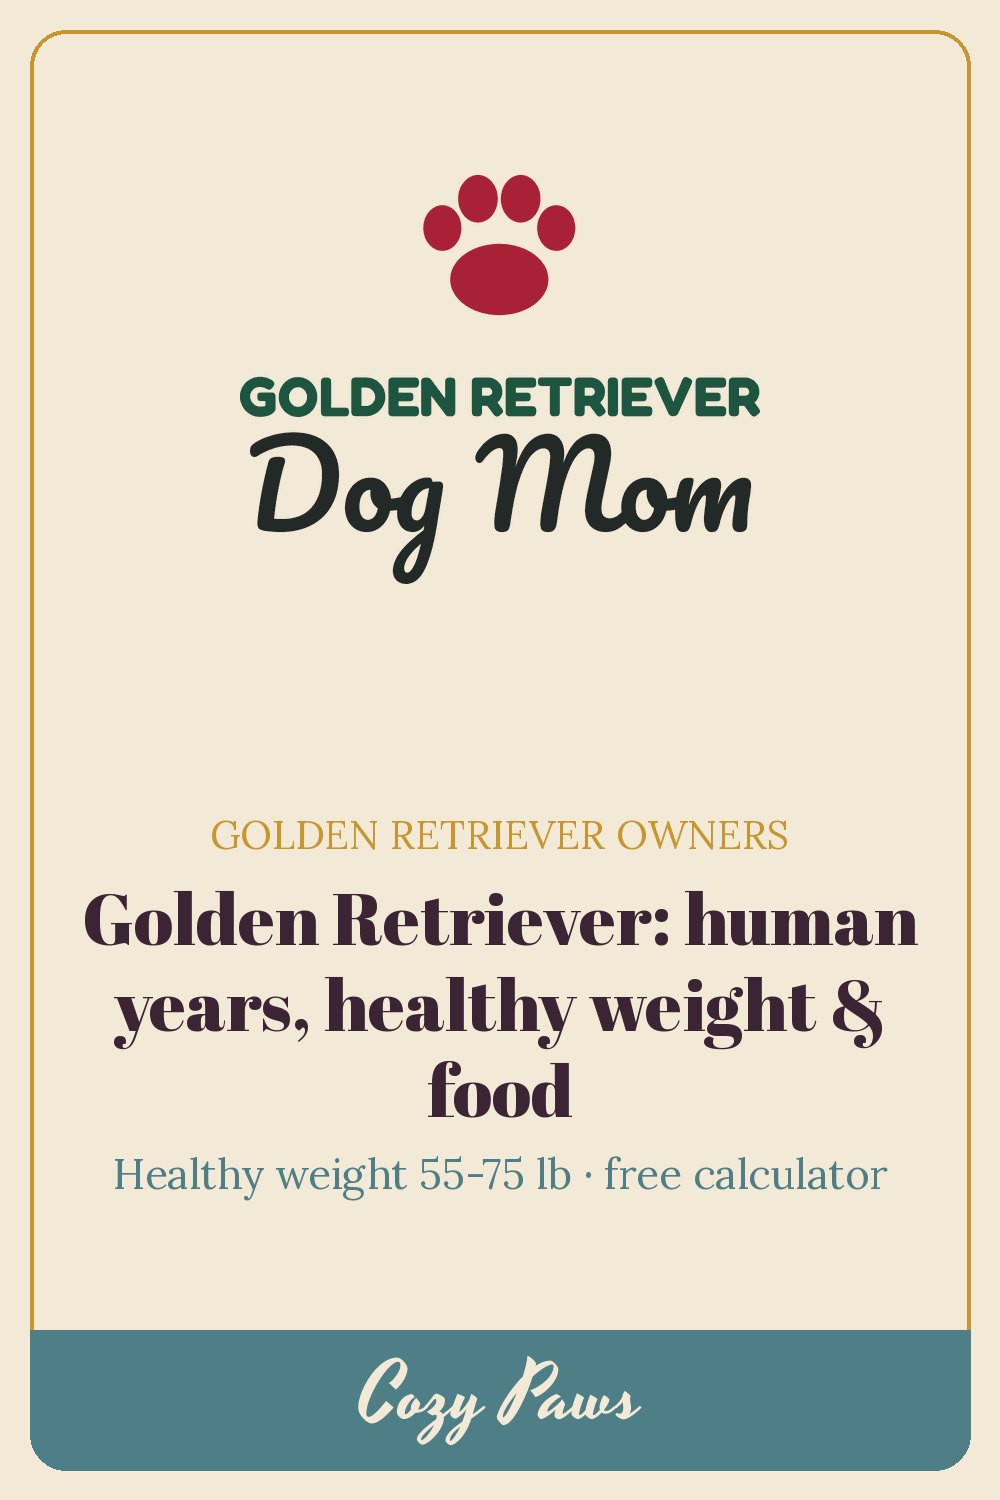 GOLDEN RETRIEVER
Dog Mom
GOLDEN RETRIEVER OWNERS
Golden Retriever: human
years, healthy weight &
food
Healthy weight 55-75 lb · free calculator
Cozy Paws